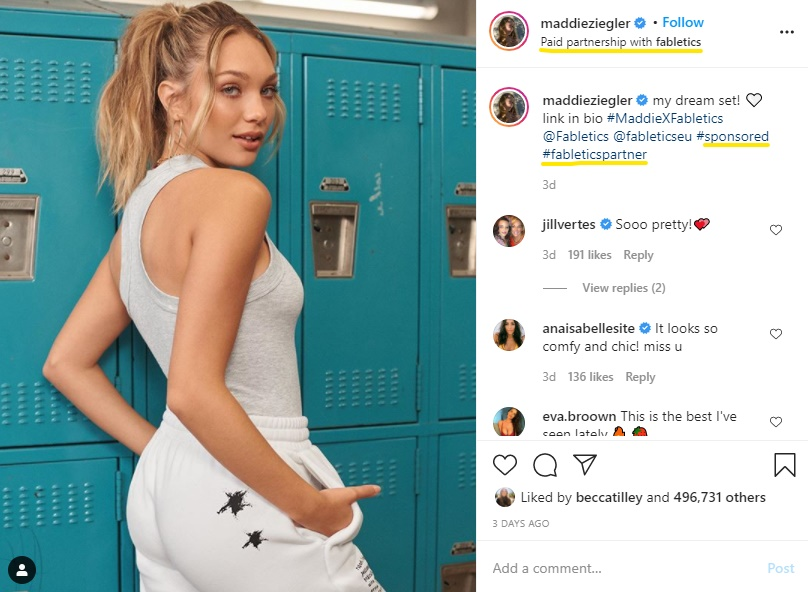 maddieziegler • Follow
Paid partnership with fabletics
maddieziegler my dream set!
link in bio #MaddieXFabletics
@Fabletics @fableticseu #sponsored
#fableticspartner
3d
jillvertes Sooo pretty!💞
3d 191 likes Reply
View replies (2)
anaisabellesite It looks so
comfy and chic! miss u
3d 136 likes Reply
eva.broown This is the best I've
seen lately
Liked by beccatilley and 496,731 others
3 DAYS AGO
Add a comment... Post